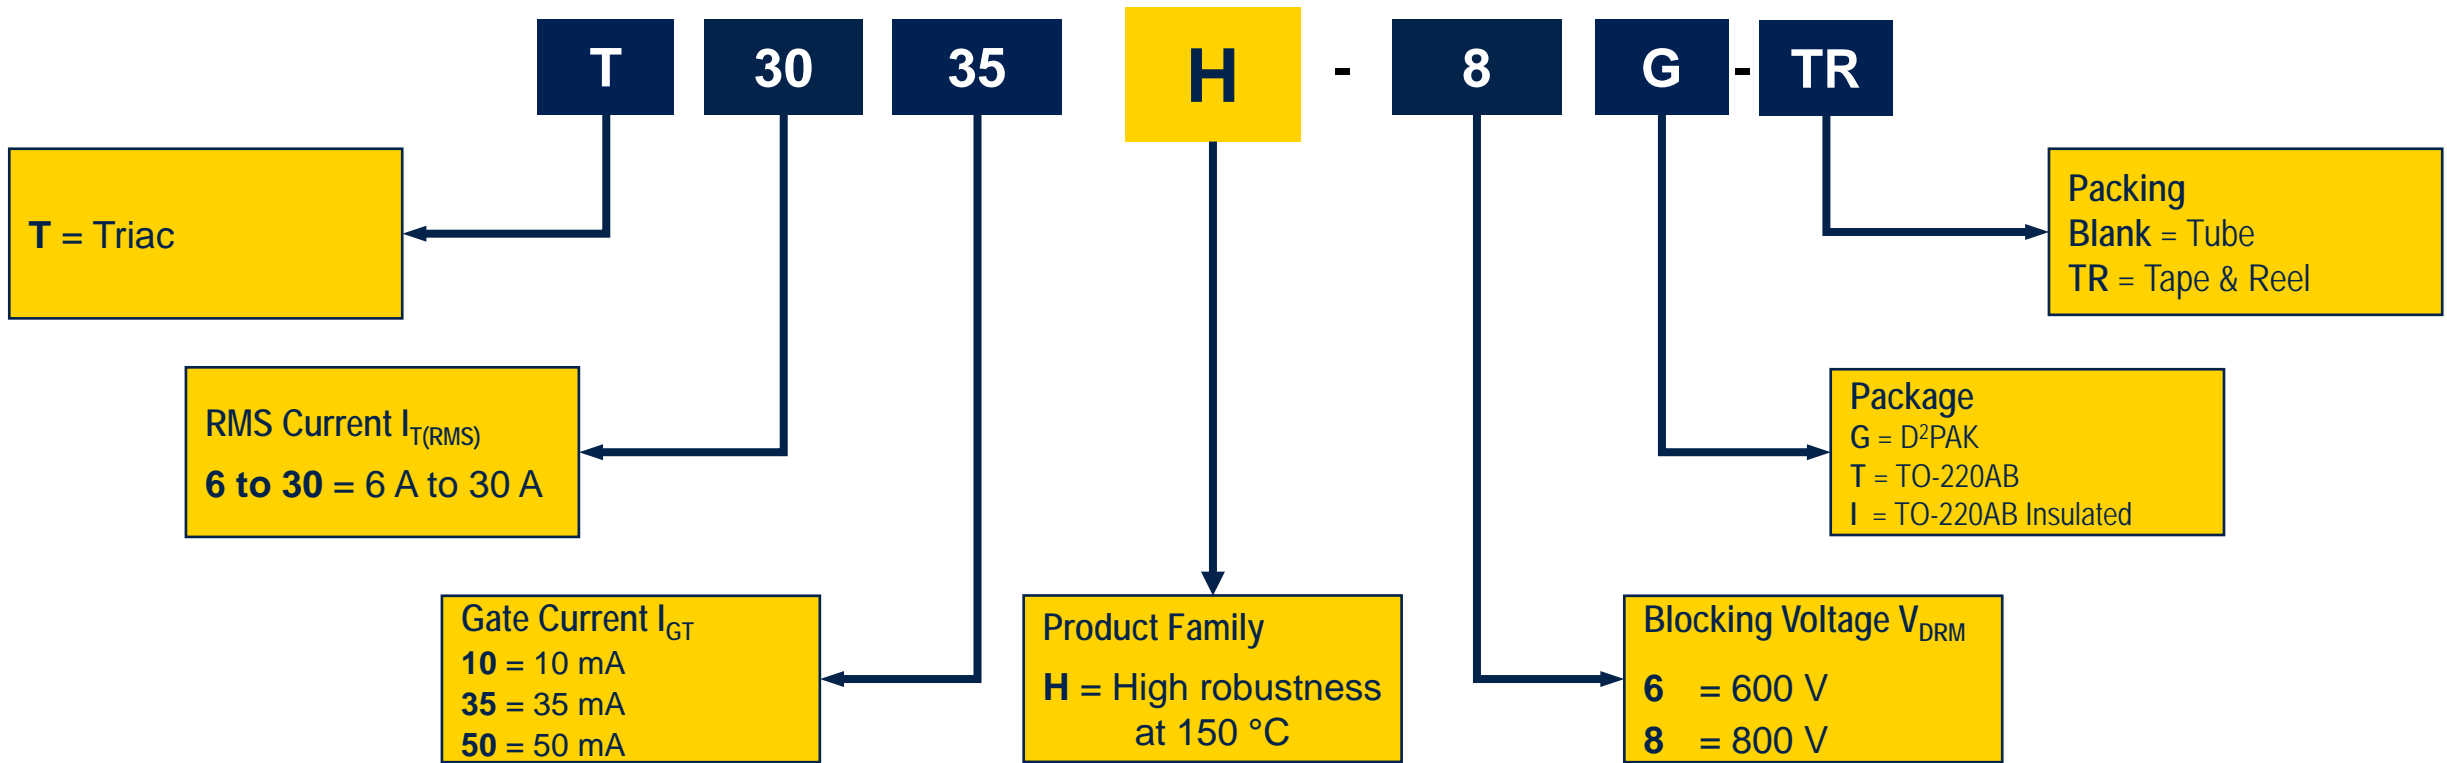 T 30 35 H - 8 G - TR
T = Triac
Packing
Blank = Tube
TR = Tape & Reel
RMS Current IT(RMS)
6 to 30 = 6 A to 30 A
Package
G = D²PAK
T = TO-220AB
I = TO-220AB Insulated
Gate Current IGT
10 = 10 mA
35 = 35 mA
50 = 50 mA
Product Family
H = High robustness
at 150 °C
Blocking Voltage VDRM
6 = 600 V
8 = 800 V